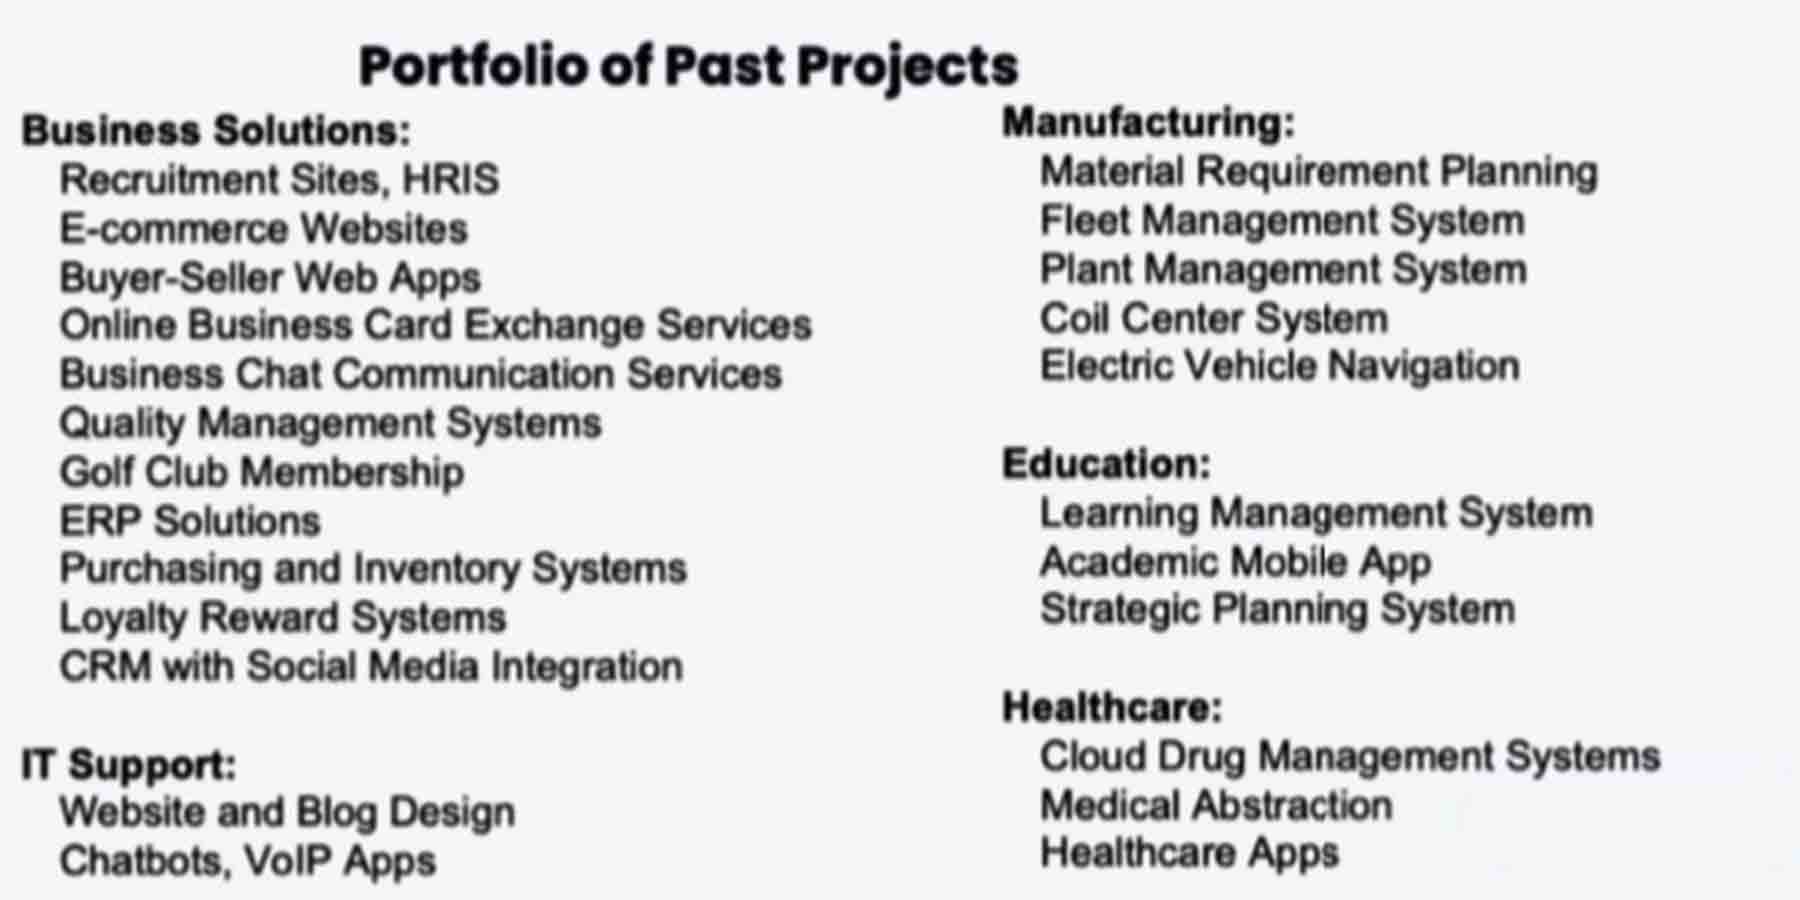 Portfolio of Past Projects
Business Solutions:
Recruitment Sites, HRIS
E-commerce Websites
Buyer-Seller Web Apps
Online Business Card Exchange Services
Business Chat Communication Services
Quality Management Systems
Golf Club Membership
ERP Solutions
Purchasing and Inventory Systems
Loyalty Reward Systems
CRM with Social Media Integration
IT Support:
Website and Blog Design
Chatbots, VoIP Apps
Manufacturing:
Material Requirement Planning
Fleet Management System
Plant Management System
Coil Center System
Electric Vehicle Navigation
Education:
Learning Management System
Academic Mobile App
Strategic Planning System
Healthcare:
Cloud Drug Management Systems
Medical Abstraction
Healthcare Apps